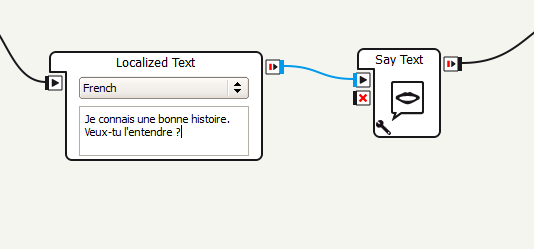 Localized Text
French
Je connais une bonne histoire.
Veux-tu l'entendre ?
Say Text